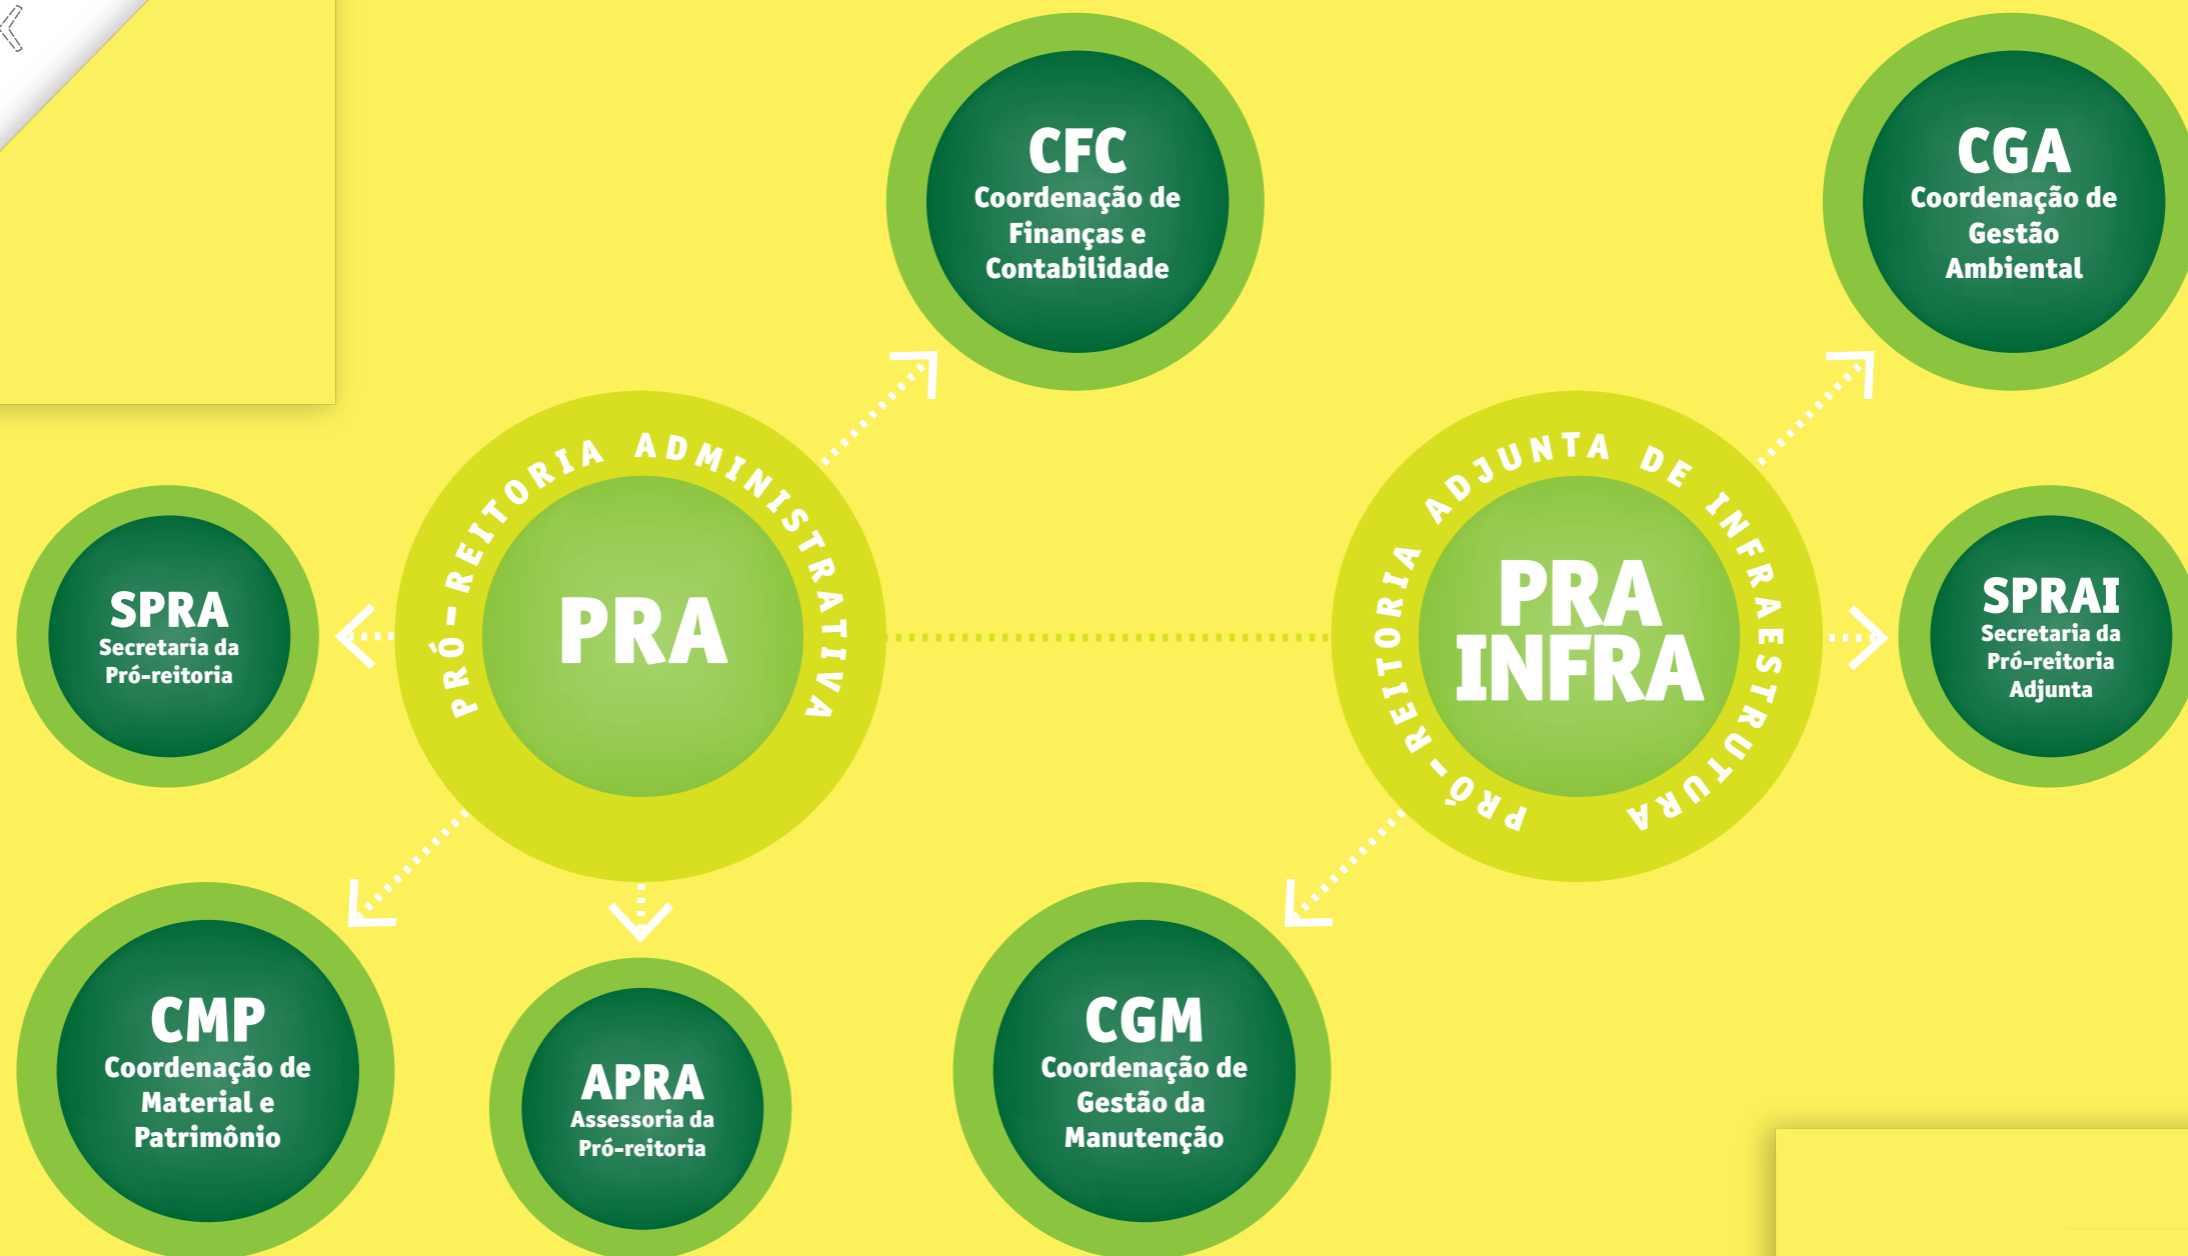 CFC
Coordenação de
Finanças e
Contabilidade
CGA
Coordenação de
Gestão
Ambiental
PRÓ-REITORIA ADMINISTRATIVA
PRA
PRÓ-REITORIA ADJUNTA DE INFRAESTRUTURA
PRA
INFRA
SPRA
Secretaria da
Pró-reitoria
SPRAI
Secretaria da
Pró-reitoria
Adjunta
CMP
Coordenação de
Material e
Patrimônio
APRA
Assessoria da
Pró-reitoria
CGM
Coordenação de
Gestão da
Manutenção